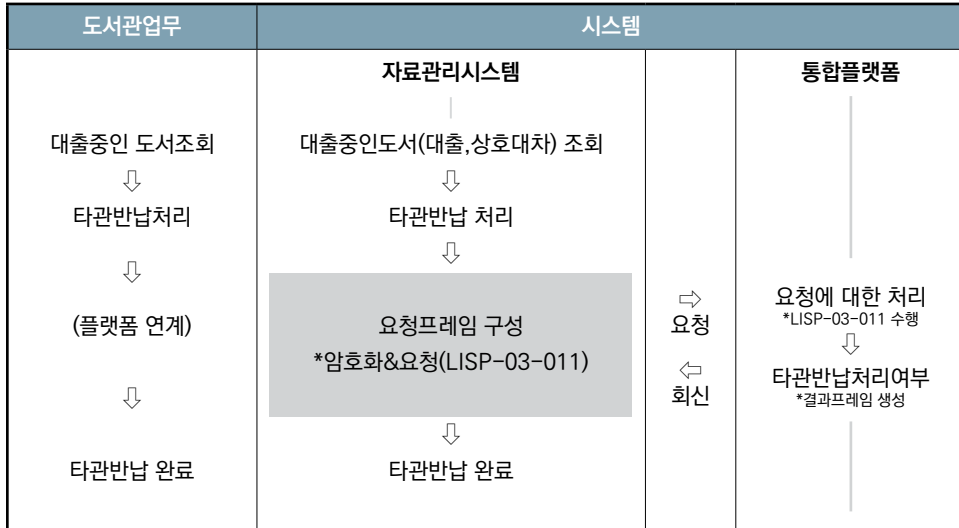 도서관업무
시스템
자료관리시스템
통합플랫폼
대출중인 도서조회
대출중인도서(대출,상호대차) 조회
⇩
⇩
타관반납처리
타관반납 처리
⇩
⇩
(플랫폼 연계)
요청프레임 구성
*암호화&요청(LISP-03-011)
⇨
요청
⇦
회신
요청에 대한 처리
*LISP-03-011 수행
⇩
타관반납처리여부
*결과프레임 생성
⇩
⇩
타관반납 완료
타관반납 완료